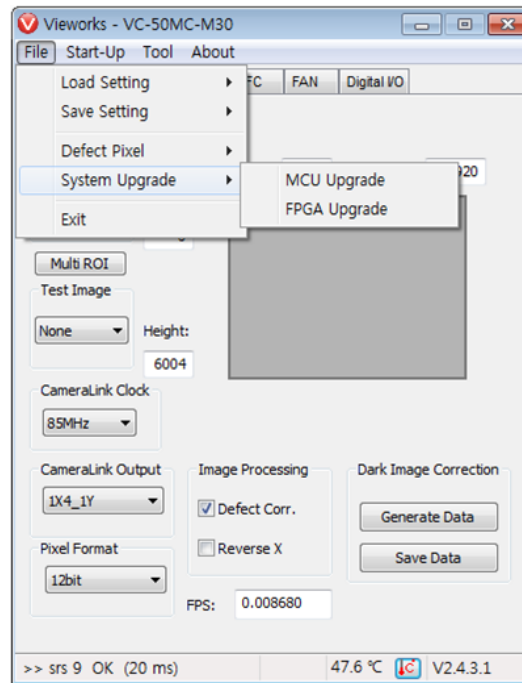 Vieworks - VC-50MC-M30
File Start-Up Tool About
FC FAN Digital I/O
Load Setting
Save Setting
Defect Pixel
System Upgrade
Exit
MCU Upgrade
FPGA Upgrade
Multi ROI
Test Image
None
Height:
6004
CameraLink Clock
85MHz
CameraLink Output
1X4_1Y
Pixel Format
12bit
Image Processing
Defect Corr.
Reverse X
FPS: 0.008680
Dark Image Correction
Generate Data
Save Data
>> srs 9 OK (20 ms) 47.6 ℃ V2.4.3.1